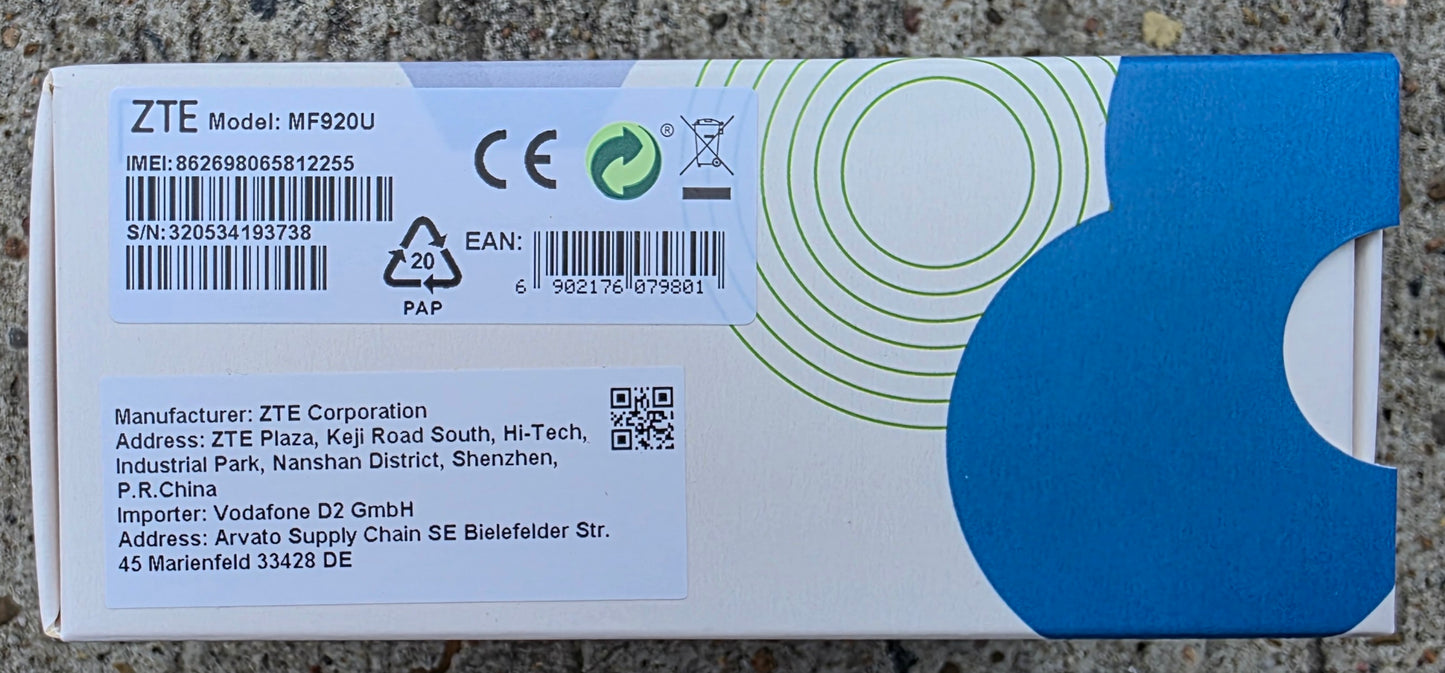 ZTE Model: MF920U
IMEI: 862698065812255
S/N: 320534193738
20
PAP
CE
®
EAN:
6 902176 079801
Manufacturer: ZTE Corporation
Address: ZTE Plaza, Keji Road South, Hi-Tech,
Industrial Park, Nanshan District, Shenzhen,
P.R.China
Importer: Vodafone D2 GmbH
Address: Arvato Supply Chain SE Bielefelder Str.
45 Marienfeld 33428 DE